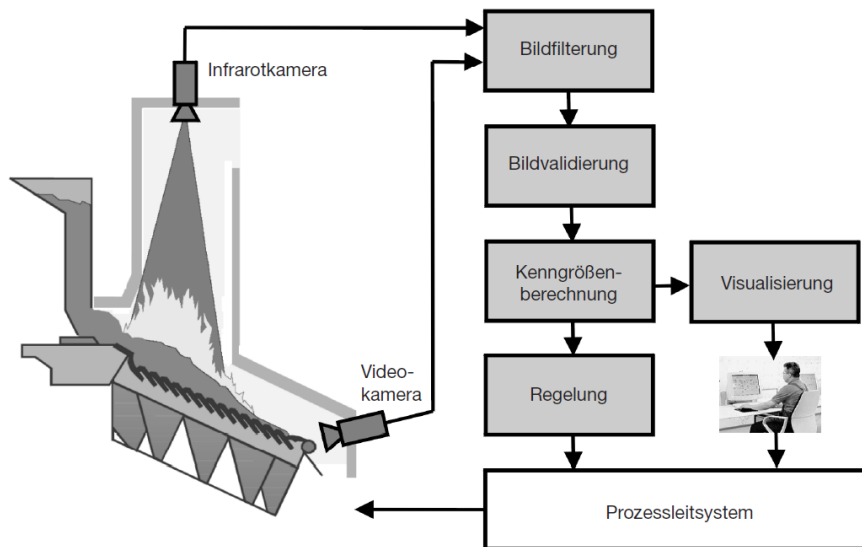 Infrarotkamera
Bildfilterung
Bildvalidierung
Kenngrößen-
berechnung
Visualisierung
Video-
kamera
Regelung
Prozessleitsystem